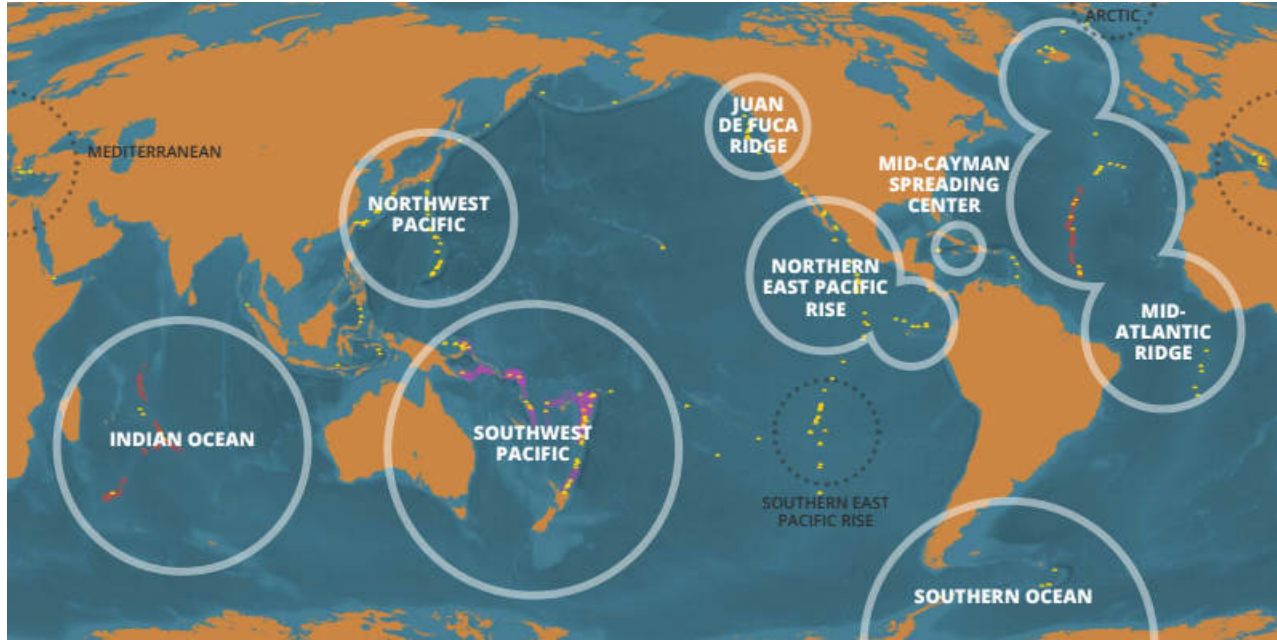 ARCTIC
JUAN
DE FUCA
RIDGE
MEDITERRANEAN
MID-CAYMAN
SPREADING
CENTER
NORTHWEST
PACIFIC
NORTHERN
EAST PACIFIC
RISE
MID-
ATLANTIC
RIDGE
INDIAN OCEAN
SOUTHWEST
PACIFIC
SOUTHERN EAST
PACIFIC RISE
SOUTHERN OCEAN